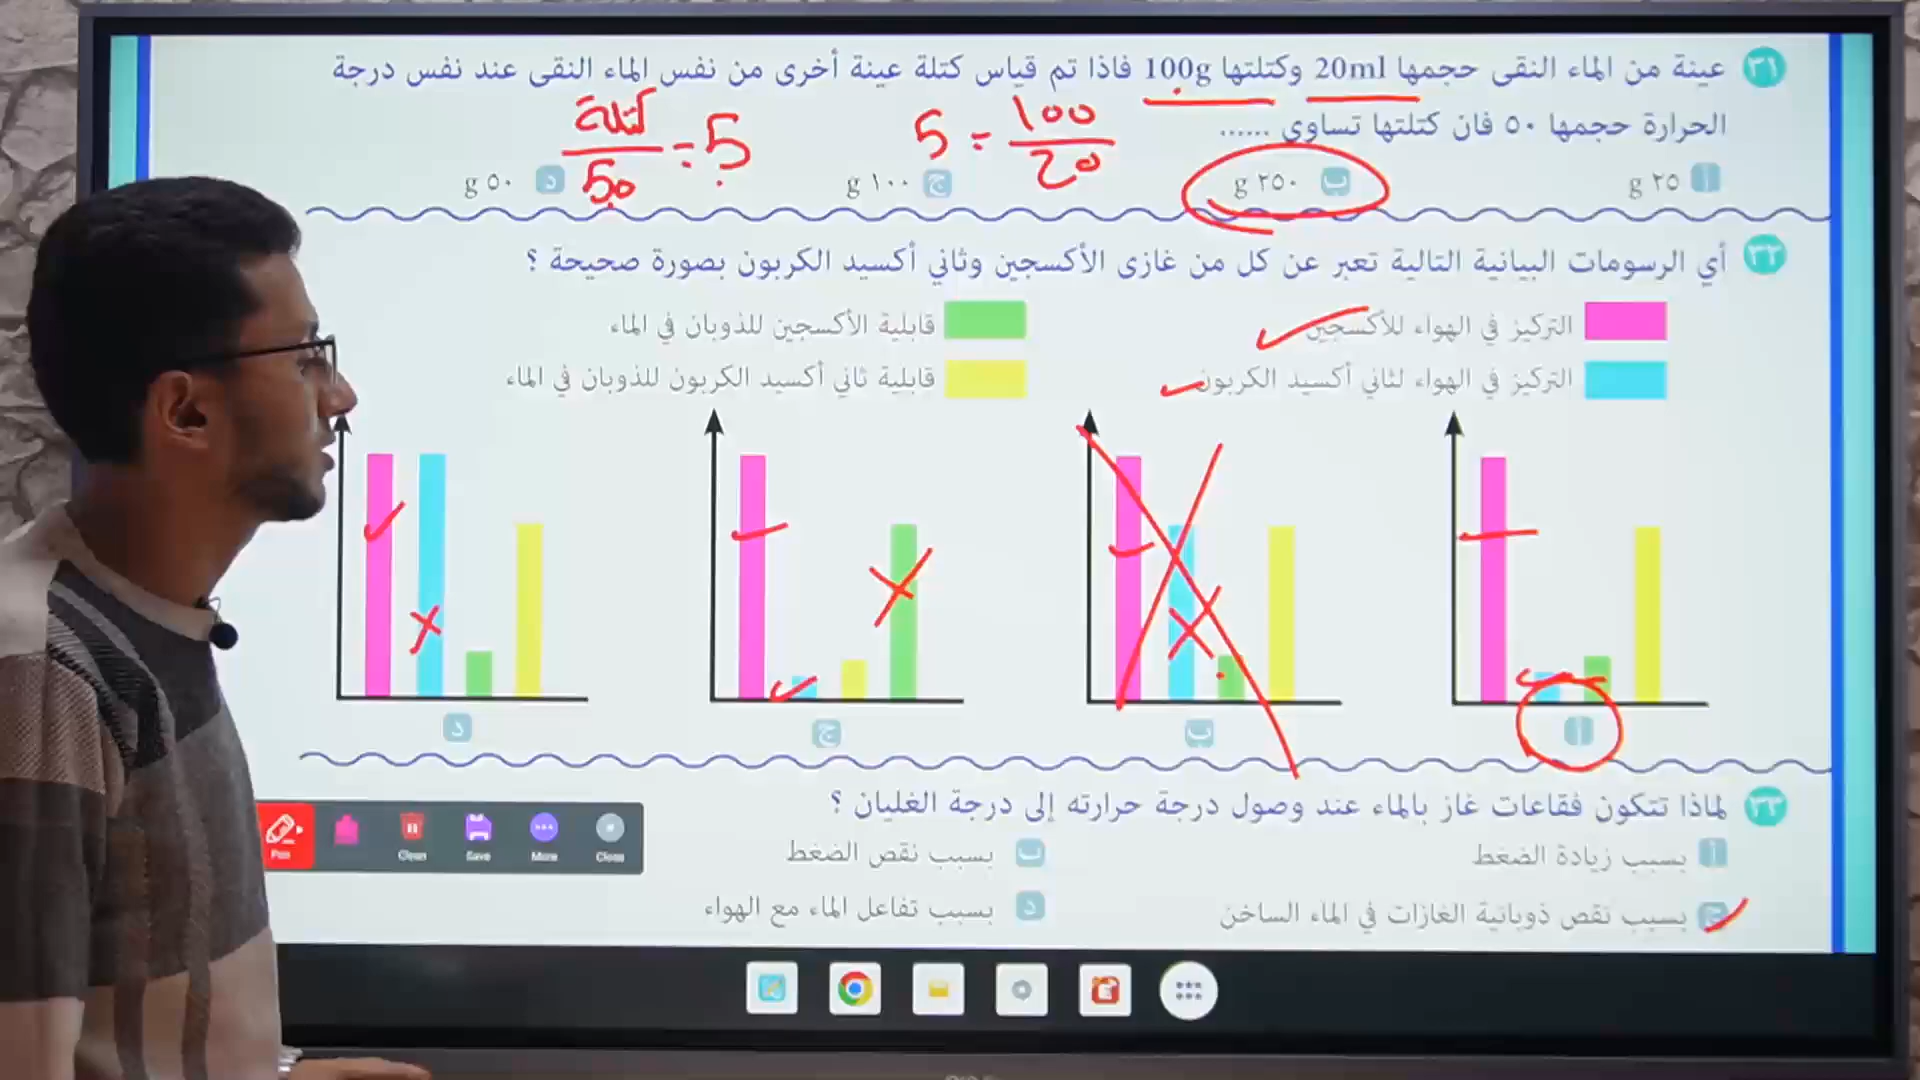 ٣١ عينة من الماء النقى حجمها 20ml وكتلتها 100g فاذا تم قياس كتلة عينة أخرى من نفس الماء النقى عند نفس درجة
الحرارة حجمها ٥٠ فان كتلتها تساوي ......
100
20
= 5
كتلة
50
= 5
أ ٢٥ g
ب ٢٥٠ g
ج ١٠٠ g
د ٥٠ g
٣٢ أي الرسومات البيانية التالية تعبر عن كل من غازى الأكسجين وثاني أكسيد الكربون بصورة صحيحة ؟
التركيز في الهواء للأكسجين
قابلية الأكسجين للذوبان في الماء
التركيز في الهواء لثاني أكسيد الكربون
قابلية ثاني أكسيد الكربون للذوبان في الماء
أ
ب
ج
د
٣٣ لماذا تتكون فقاعات غاز بالماء عند وصول درجة حرارته إلى درجة الغليان ؟
أ بسبب زيادة الضغط
ب بسبب نقص الضغط
ج بسبب نقص ذوبانية الغازات في الماء الساخن
د بسبب تفاعل الماء مع الهواء
Pen
Clean
Save
More
Close